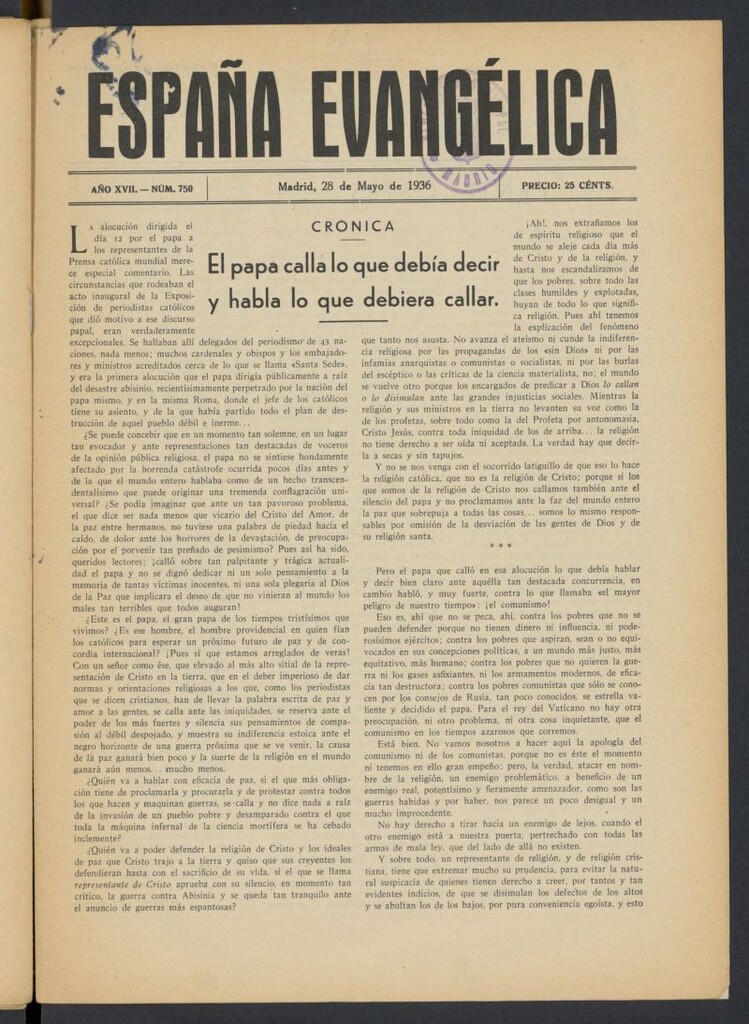 ESPAÑA EVANGÉLICA
AÑO XVII. — NÚM. 750
Madrid, 28 de Mayo de 1936
PRECIO: 25 CÉNTS.
CRONICA
El papa calla lo que debía decir
y habla lo que debiera callar.
LA alocución dirigida el
día 12 por el papa a
los representantes de la
Prensa católica mundial mere-
ce especial comentario. Las
circunstancias que rodeaban el
acto inaugural de la Exposi-
ción de periodistas católicos
que dió motivo a ese discurso
papal, eran verdaderamente
excepcionales. Se hallaban allí delegados del periodismo de 43 na-
ciones, nada menos; muchos cardenales y obispos y los embajado-
res y ministros acreditados cerca de lo que se llama «Santa Sede»,
y era la primera alocución que el papa dirigía públicamente a raíz
del desastre abisinio, recientísimamente perpetrado por la nación del
papa mismo, y en la misma Roma, donde el jefe de los católicos
tiene su asiento, y de la que había partido todo el plan de des-
trucción de aquel pueblo débil e inerme...
¿Se puede concebir que en un momento tan solemne, en un lugar
tan evocador y ante representaciones tan destacadas de voceros
de la opinión pública religiosa, el papa no se sintiese hondamente
afectado por la horrenda catástrofe ocurrida pocos días antes y
de la que el mundo entero hablaba como de un hecho transcen-
dentalísimo que puede originar una tremenda conflagración uni-
versal? ¿Se podía imaginar que ante un tan pavoroso problema,
el que dice ser nada menos que vicario del Cristo del Amor, de
la paz entre hermanos, no tuviese una palabra de piedad hacia el
caído, de dolor ante los horrores de la devastación, de preocupa-
ción por el porvenir tan preñado de pesimismo? Pues así ha sido,
queridos lectores; ¡calló sobre tan palpitante y trágica actuali-
dad el papa y no se dignó dedicar ni un solo pensamiento a la
memoria de tantas víctimas inocentes, ni una sola plegaria al Dios
de la Paz que implicara el deseo de que no vinieran al mundo los
males tan terribles que todos auguran!
¿Este es el papa, el gran papa de los tiempos tristísimos que
vivimos? ¿Es ese hombre, el hombre providencial en quien fían
los católicos para esperar un próximo futuro de paz y de con-
cordia internacional? ¡Pues sí que estamos arreglados de veras!
Con un señor como ése, que elevado al más alto sitial de la repre-
sentación de Cristo en la tierra, que en el deber imperioso de dar
normas y orientaciones religiosas a los que, como los periodistas
que se dicen cristianos, han de llevar la palabra escrita de paz y
amor a las gentes, se calla ante las iniquidades, se reserva ante el
poder de los más fuertes y silencia sus pensamientos de compa-
sión al débil despojado, y muestra su indiferencia estoica ante el
negro horizonte de una guerra próxima que se ve venir, la causa
de la paz ganará bien poco y la suerte de la religión en el mundo
ganará aún menos... mucho menos.
¿Quién va a hablar con eficacia de paz, si el que más obliga-
ción tiene de proclamarla y procurarla y de protestar contra todos
los que hacen y maquinan guerras, se calla y no dice nada a raíz
de la invasión de un pueblo pobre y desamparado contra el que
toda la máquina infernal de la ciencia mortífera se ha cebado
inclemente?
¿Quién va a poder defender la religión de Cristo y los ideales
de paz que Cristo trajo a la tierra y quiso que sus creyentes los
defendieran hasta con el sacrificio de su vida, si el que se llama
representante de Cristo aprueba con su silencio, en momento tan
crítico, la guerra contra Abisinia y se queda tan tranquilo ante
el anuncio de guerras más espantosas?
¡Ah!, nos extrañamos los
de espíritu religioso que el
mundo se aleje cada día más
de Cristo y de la religión, y
hasta nos escandalizamos de
que los pobres, sobre todo las
clases humildes y explotadas,
huyan de todo lo que signifi-
ca religión. Pues ahí tenemos
la explicación del fenómeno
que tanto nos asusta. No avanza el ateísmo ni cunde la indiferen-
cia religiosa por las propagandas de los «sin Dios» ni por las
infamias anarquistas o comunistas o socialistas, ni por las burlas
del escéptico o las críticas de la ciencia materialista, no; el mundo
se vuelve otro porque los encargados de predicar a Dios lo callan
o lo disimulan ante las grandes injusticias sociales. Mientras la
religión y sus ministros en la tierra no levanten su voz como la
de los profetas, sobre todo como la del Profeta por antonomasia,
Cristo Jesús, contra toda iniquidad de los de arriba... la religión
no tiene derecho a ser oída ni aceptada. La verdad hay que decir-
la a secas y sin tapujos.
Y no se nos venga con el socorrido latiguillo de que eso lo hace
la religión católica, que no es la religión de Cristo; porque si los
que somos de la religión de Cristo nos callamos también ante el
silencio del papa y no proclamamos ante la faz del mundo entero
la paz que sobrepuja a todas las cosas... somos lo mismo respon-
sables por omisión de la desviación de las gentes de Dios y de
su religión santa.
* * *
Pero el papa que calló en esa alocución lo que debía hablar
y decir bien claro ante aquélla tan destacada concurrencia, en
cambio habló, y muy fuerte, contra lo que llamaba «el mayor
peligro de nuestro tiempo»: ¡el comunismo!
Eso es, ahí que no se peca, ahí, contra los pobres que no se
pueden defender porque no tienen dinero ni influencia, ni pode-
rosísimos ejércitos; contra los pobres que aspiran, sean o no equi-
vocados en sus concepciones políticas, a un mundo más justo, más
equitativo, más humano; contra los pobres que no quieren la gue-
rra ni los gases asfixiantes, ni los armamentos modernos, de efica-
cia tan destructora; contra los pobres comunistas que sólo se cono-
cen por los consejos de Rusia, tan poco conocidos, se estrella va-
liente y decidido el papa. Para el rey del Vaticano no hay otra
preocupación, ni otro problema, ni otra cosa inquietante, que el
comunismo en los tiempos azarosos que corremos.
Está bien. No vamos nosotros a hacer aquí la apología del
comunismo ni de los comunistas, porque no es éste el momento
ni tenemos en ello gran empeño; pero, la verdad, atacar en nom-
bre de la religión, un enemigo problemático, a beneficio de un
enemigo real, potentísimo y fieramente amenazador, como son las
guerras habidas y por haber, nos parece un poco desigual y un
mucho improcedente.
No hay derecho a tirar hacia un enemigo de lejos, cuando el
otro enemigo está a nuestra puerta, pertrechado con todas las
armas de mala ley, que del lado de allá no existen.
Y sobre todo, un representante de religión, y de religión cris-
tiana, tiene que extremar mucho su prudencia, para evitar la natu-
ral suspicacia de quienes tienen derecho a creer, por tantos y tan
evidentes indicios, de que se disimulan los defectos de los altos
y se abultan los de los bajos, por pura conveniencia egoísta, y esto
MADRID